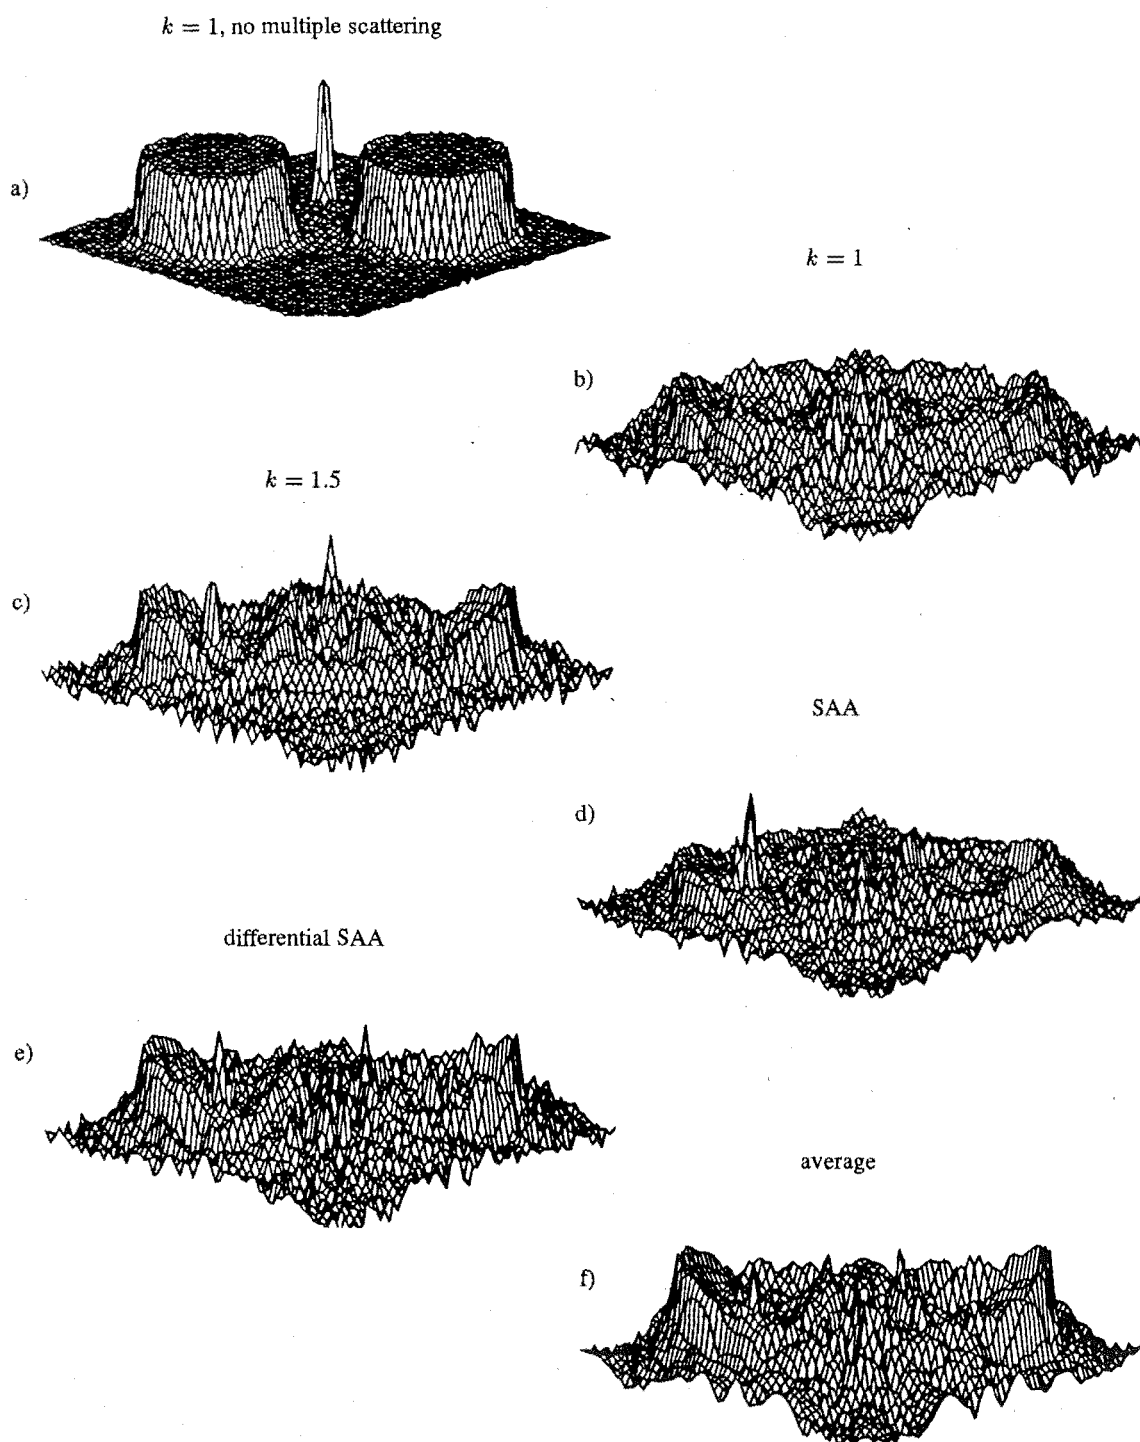 k = 1, no multiple scattering
a)
k = 1
b)
k = 1.5
c)
SAA
d)
differential SAA
e)
average
f)